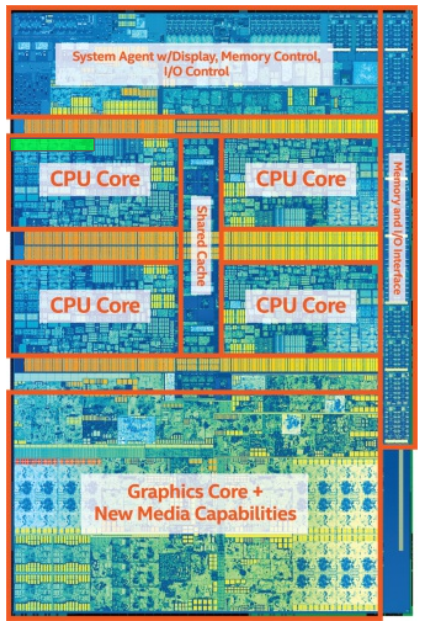 System Agent w/Display, Memory Control,
I/O Control
CPU Core
CPU Core
Shared Cache
Memory and I/O Interface
CPU Core
CPU Core
Graphics Core +
New Media Capabilities